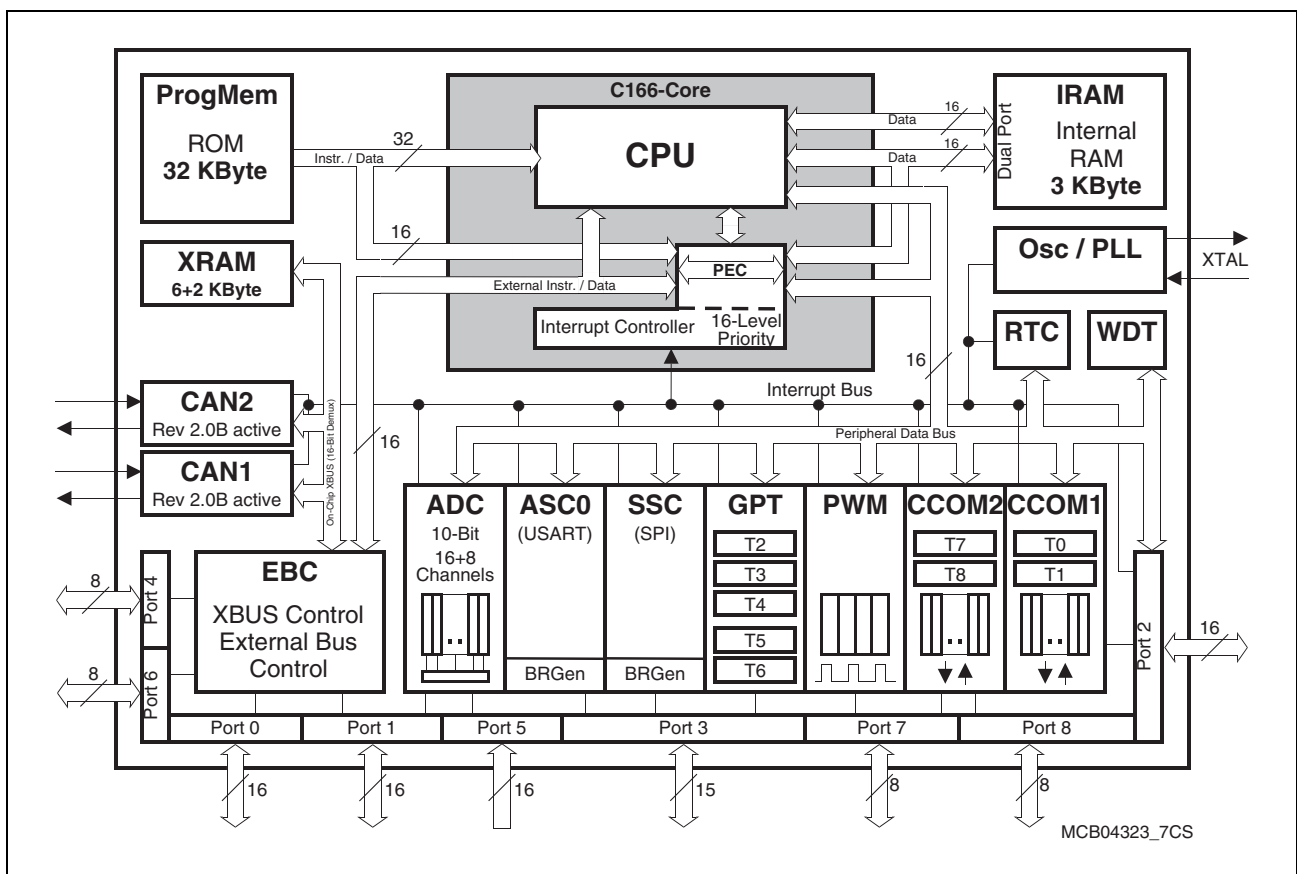 C166-Core
ProgMem
ROM
32 KByte
32
Instr. / Data
CPU
16
Data
16
Data
Dual Port
IRAM
Internal
RAM
3 KByte
16
XRAM
6+2 KByte
PEC
External Instr. / Data
Interrupt Controller
16-Level
Priority
Osc / PLL
XTAL
RTC
WDT
16
Interrupt Bus
CAN2
Rev 2.0B active
On-Chip XBUS (16-Bit Demux)
16
Peripheral Data Bus
CAN1
Rev 2.0B active
EBC
XBUS Control
External Bus
Control
ADC
10-Bit
16+8
Channels
ASC0
(USART)
BRGen
SSC
(SPI)
BRGen
GPT
T2
T3
T4
T5
T6
PWM
CCOM2
T7
T8
CCOM1
T0
T1
8
Port 4
8
Port 6
Port 2
16
Port 0
Port 1
Port 5
Port 3
Port 7
Port 8
16
16
16
15
8
8
MCB04323_7CS